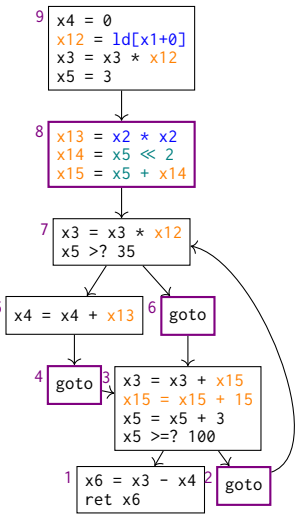 9
x4 = 0
x12 = ld[x1+0]
x3 = x3 * x12
x5 = 3
8
x13 = x2 * x2
x14 = x5 ≪ 2
x15 = x5 + x14
7
x3 = x3 * x12
x5 >? 35
x4 = x4 + x13
6
goto
4
goto
3
x3 = x3 + x15
x15 = x15 + 15
x5 = x5 + 3
x5 >=? 100
1
x6 = x3 - x4
ret x6
2
goto